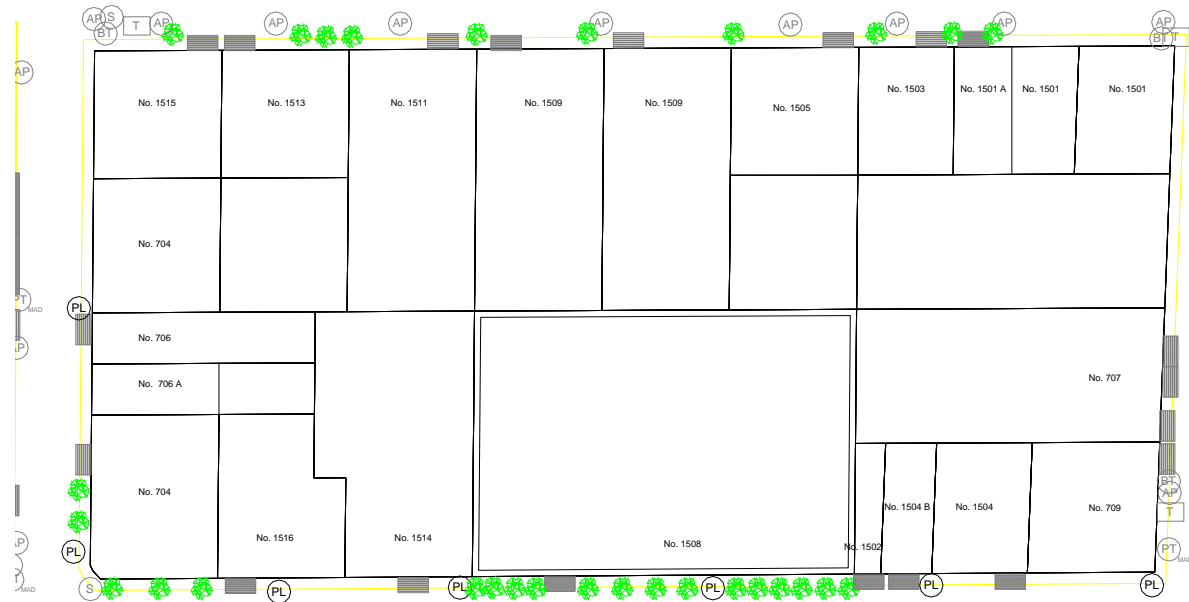 S
AP
AP
AP
AP
AP
AP
AP
AP
AP
T
BT
BT
T
AP
No. 1515
No. 1513
No. 1511
No. 1509
No. 1509
No. 1505
No. 1503
No. 1501 A
No. 1501
No. 1501
No. 704
PT
MAD
PL
No. 706
AP
No. 706 A
No. 707
BT
AP
T
No. 704
No. 1516
No. 1514
No. 1508
No. 1502
No. 1504 B
No. 1504
No. 709
AP
PL
PT
MAD
T
MAD
S
PL
PL
PL
PL
PL